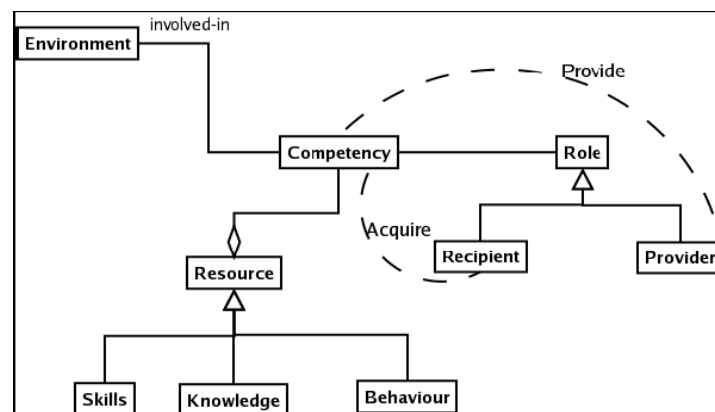 involved-in
Environment
Provide
Competency
Role
Acquire
Recipient
Provider
Resource
Skills
Knowledge
Behaviour